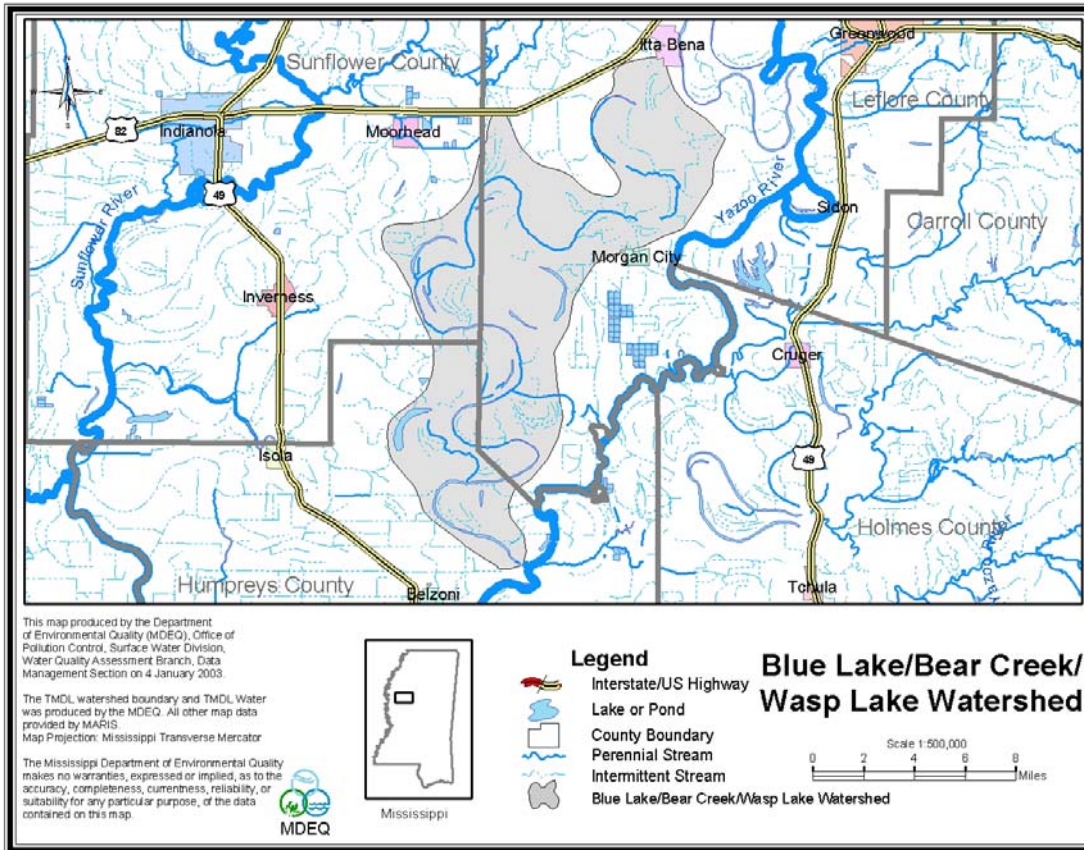 Sunflower County
Itta Bena
Greenwood
Leflore County
82
Indianola
Moorhead
49
Sunflower River
Yazoo River
Sidon
Carroll County
Morgan City
Inverness
Cruger
Isola
49
Holmes County
Yazoo River
Humpreys County
Belzoni
Tchula
N
W
E
S
This map produced by the Department
of Environmental Quality (MDEQ), Office of
Pollution Control, Surface Water Division,
Water Quality Assessment Branch, Data
Management Section on 4 January 2003.
The TMDL watershed boundary and TMDL Water
was produced by the MDEQ. All other map data
provided by MARIS.
Map Projection: Mississippi Transverse Mercator
The Mississippi Department of Environmental Quality
makes no warranties, expressed or implied, as to the
accuracy, completeness, currentness, reliability, or
suitability for any particular purpose, of the data
contained on this map.
MDEQ
Mississippi
Legend
Interstate/US Highway
Lake or Pond
County Boundary
Perennial Stream
Intermittent Stream
Blue Lake/Bear Creek/Wasp Lake Watershed
Blue Lake/Bear Creek/
Wasp Lake Watershed
Scale 1:500,000
0 2 4 6 8
Miles